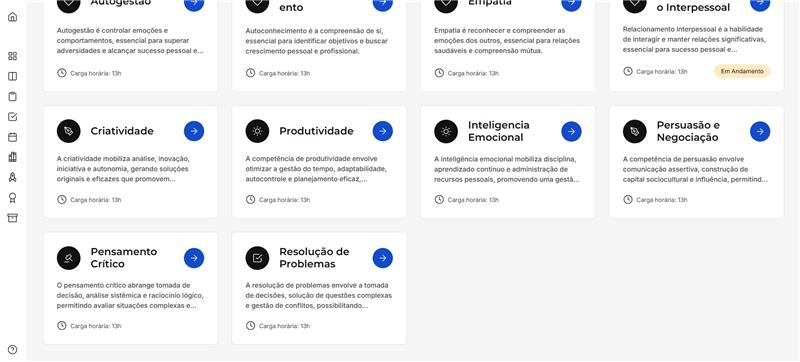 Autogestão
Autogestão é controlar emoções e
comportamentos, essencial para superar
adversidades e alcançar sucesso pessoal e...
Carga horária: 13h
ento
Autoconhecimento é a compreensão de si,
essencial para identificar objetivos e buscar
crescimento pessoal e profissional.
Carga horária: 13h
Empatia
Empatia é reconhecer e compreender as
emoções dos outros, essencial para relações
saudáveis e compreensão mútua.
Carga horária: 13h
o Interpessoal
Relacionamento interpessoal é a habilidade
de interagir e manter relações significativas,
essencial para sucesso pessoal e...
Carga horária: 13h
Em Andamento
Criatividade
A criatividade mobiliza análise, inovação,
iniciativa e autonomia, gerando soluções
originais e eficazes que promovem...
Carga horária: 13h
Produtividade
A competência de produtividade envolve
otimizar a gestão do tempo, adaptabilidade,
autocontrole e planejamento eficaz,...
Carga horária: 13h
Inteligencia
Emocional
A inteligência emocional mobiliza disciplina,
aprendizado contínuo e administração de
recursos pessoais, promovendo uma gestã...
Carga horária: 13h
Persuasão e
Negociação
A competência de persuasão envolve
comunicação assertiva, construção de
capital sociocultural e influência, permitind...
Carga horária: 13h
Pensamento
Crítico
O pensamento crítico abrange tomada de
decisão, análise sistêmica e raciocínio lógico,
permitindo avaliar situações complexas e...
Carga horária: 13h
Resolução de
Problemas
A resolução de problemas envolve a tomada
de decisões, solução de questões complexas
e gestão de conflitos, possibilitando...
Carga horária: 13h